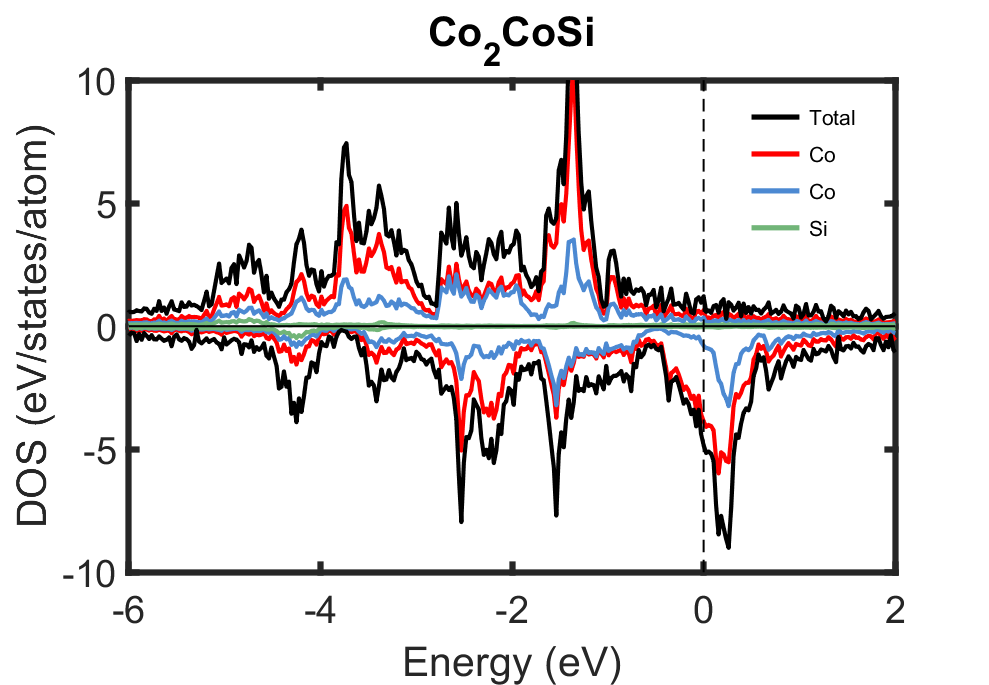 Co2CoSi
10
5
0
-5
-10
DOS (eV/states/atom)
Total
Co
Co
Si
-6 -4 -2 0 2
Energy (eV)